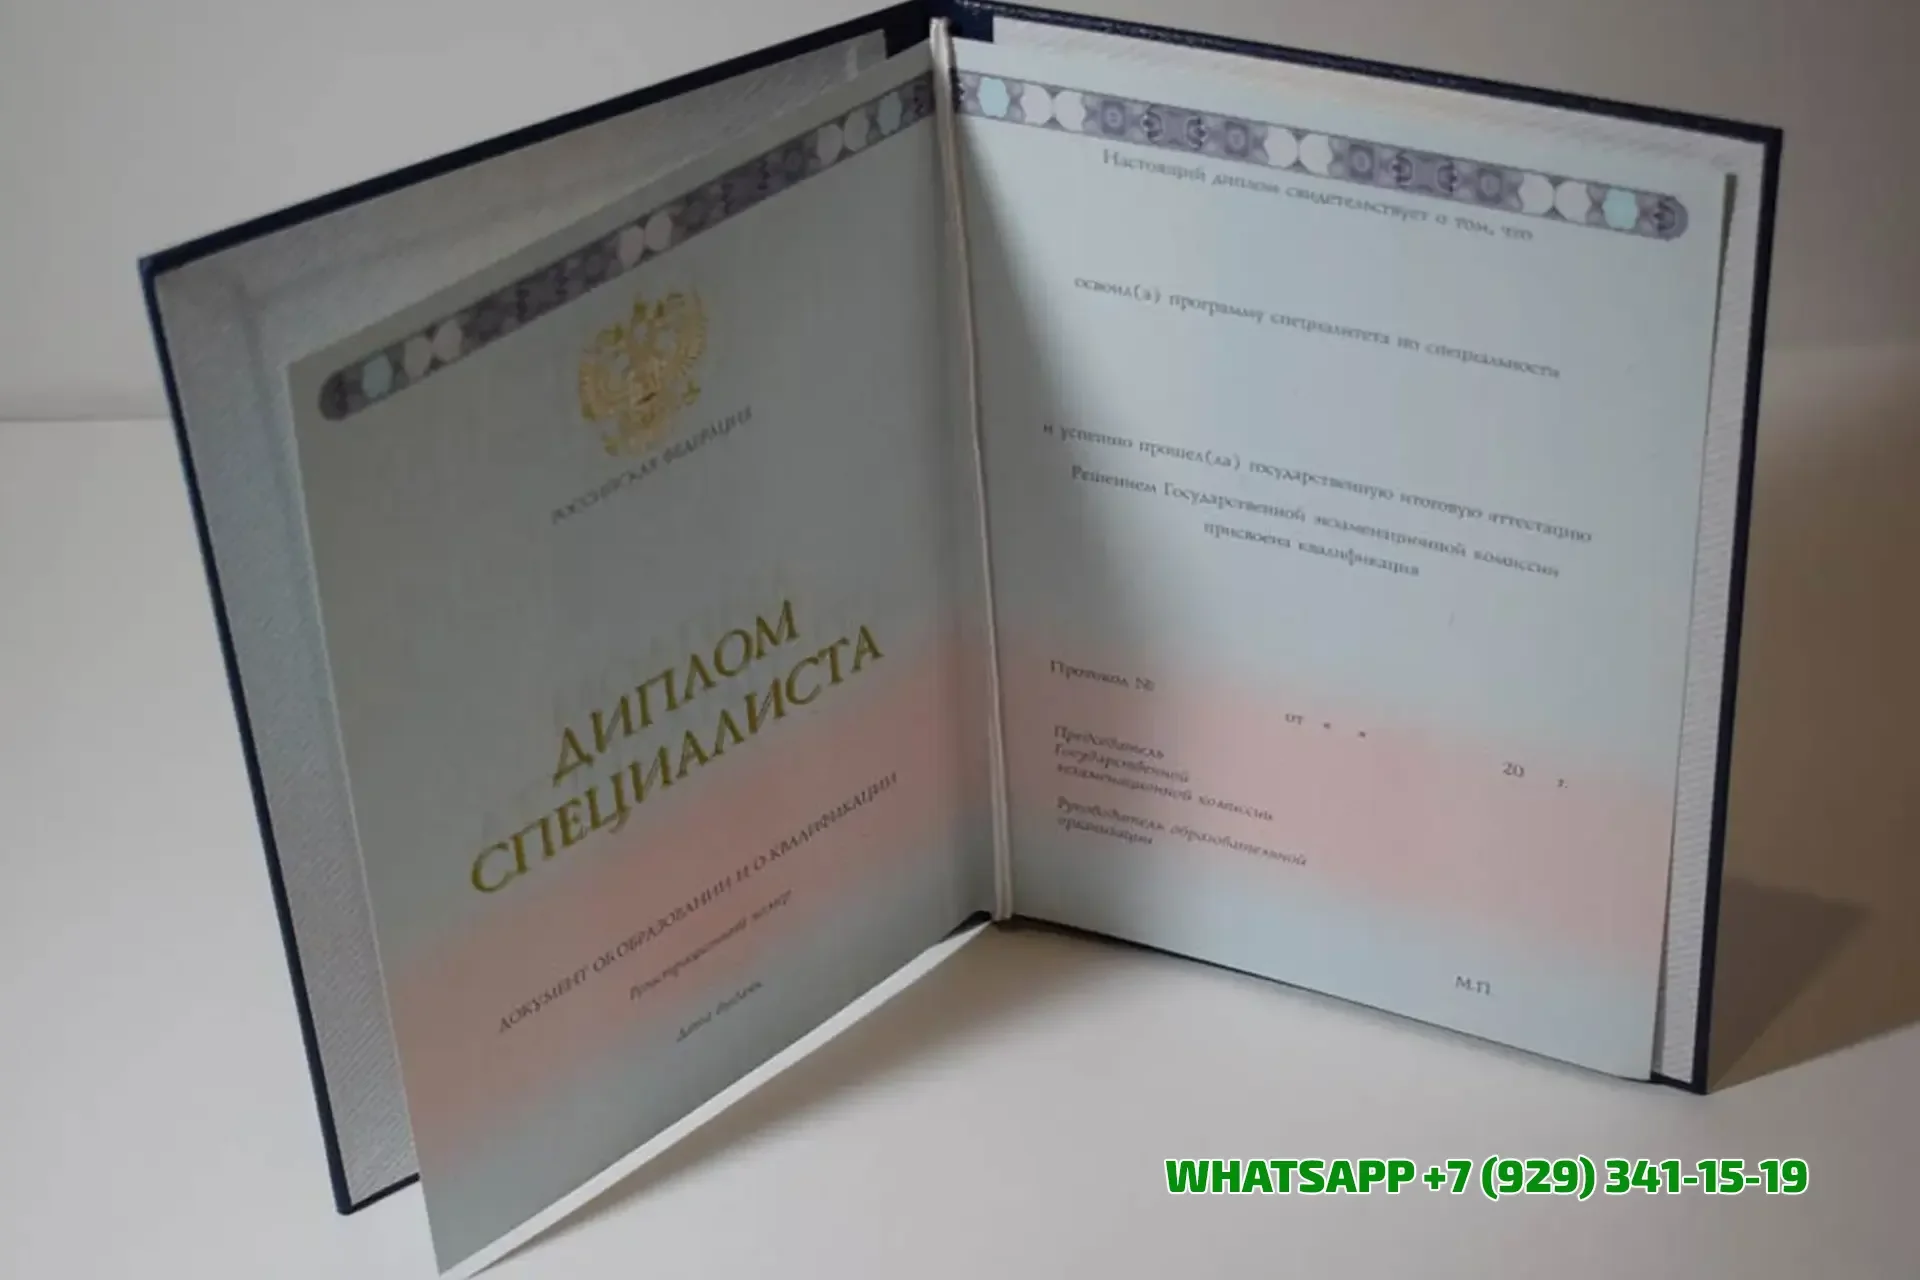 РОССИЙСКАЯ ФЕДЕРАЦИЯ
ДИПЛОМ
СПЕЦИАЛИСТА
ДОКУМЕНТ ОБ ОБРАЗОВАНИИ И О КВАЛИФИКАЦИИ
Регистрационный номер
Дата выдачи
Настоящий диплом свидетельствует о том, что
освоил(а) программу специалитета по специальности
и успешно прошел(ла) государственную итоговую аттестацию
Решением Государственной экзаменационной комиссии
присвоена квалификация
Протокол №
от « »
20 г.
Председатель
Государственной
экзаменационной комиссии
Руководитель образовательной
организации
М.П.
WHATSAPP +7 (929) 341-15-19